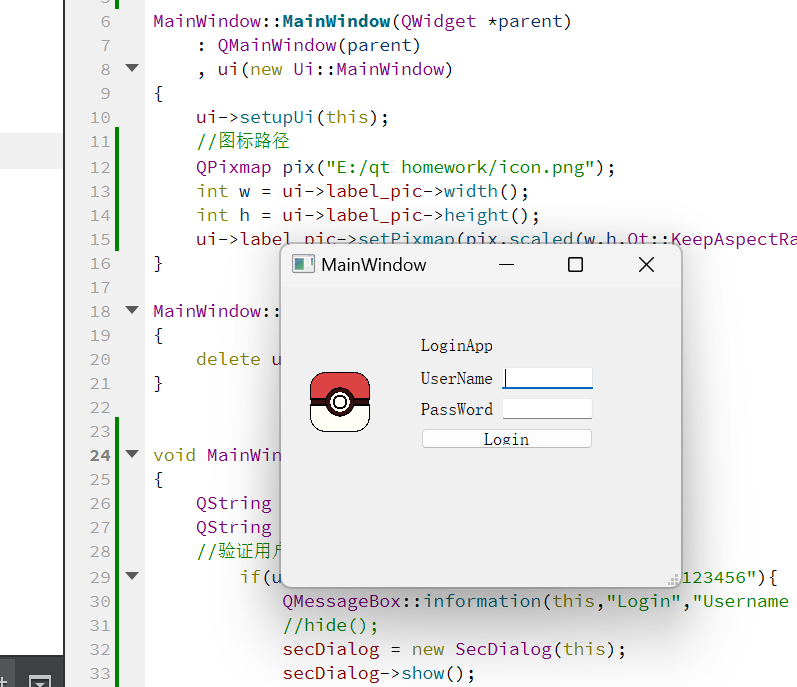 6 MainWindow::MainWindow(QWidget *parent)
7 : QMainWindow(parent)
8 , ui(new Ui::MainWindow)
9 {
10 ui->setupUi(this);
11 //图标路径
12 QPixmap pix("E:/qt homework/icon.png");
13 int w = ui->label_pic->width();
14 int h = ui->label_pic->height();
15 ui->label_pic->setPixmap(pix.scaled(w,h,Qt::KeepAspectRa
16 }
17
18 MainWindow::
19 {
20 delete u
21 }
22
23
24 void MainWin
25 {
26 QString
27 QString
28 //验证用户
29 if(u 123456"){
30 QMessageBox::information(this,"Login","Username
31 //hide();
32 secDialog = new SecDialog(this);
33 secDialog->show();
MainWindow
LoginApp
UserName
PassWord
Login